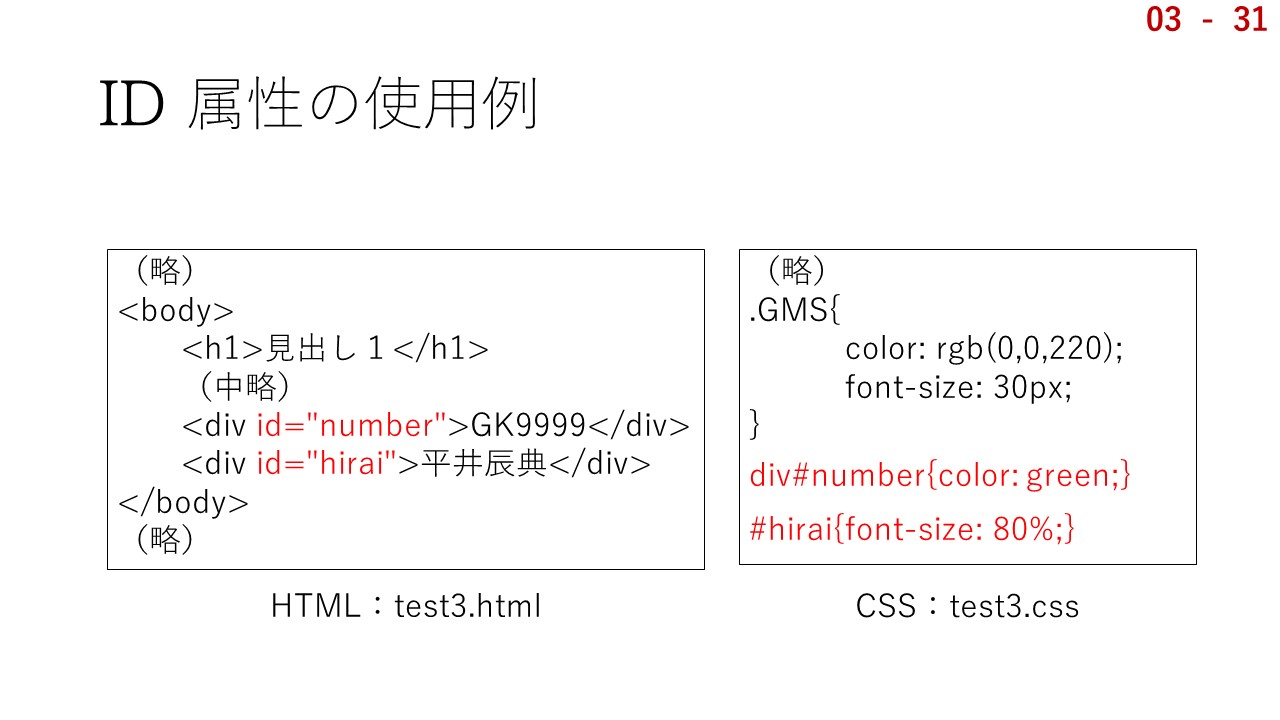 03 - 31
ID 属性の使用例
（略）
<body>
<h1>見出し１</h1>
（中略）
<div id="number">GK9999</div>
<div id="hirai">平井辰典</div>
</body>
（略）
HTML：test3.html
（略）
.GMS{
color: rgb(0,0,220);
font-size: 30px;
}
div#number{color: green;}
#hirai{font-size: 80%;}
CSS：test3.css